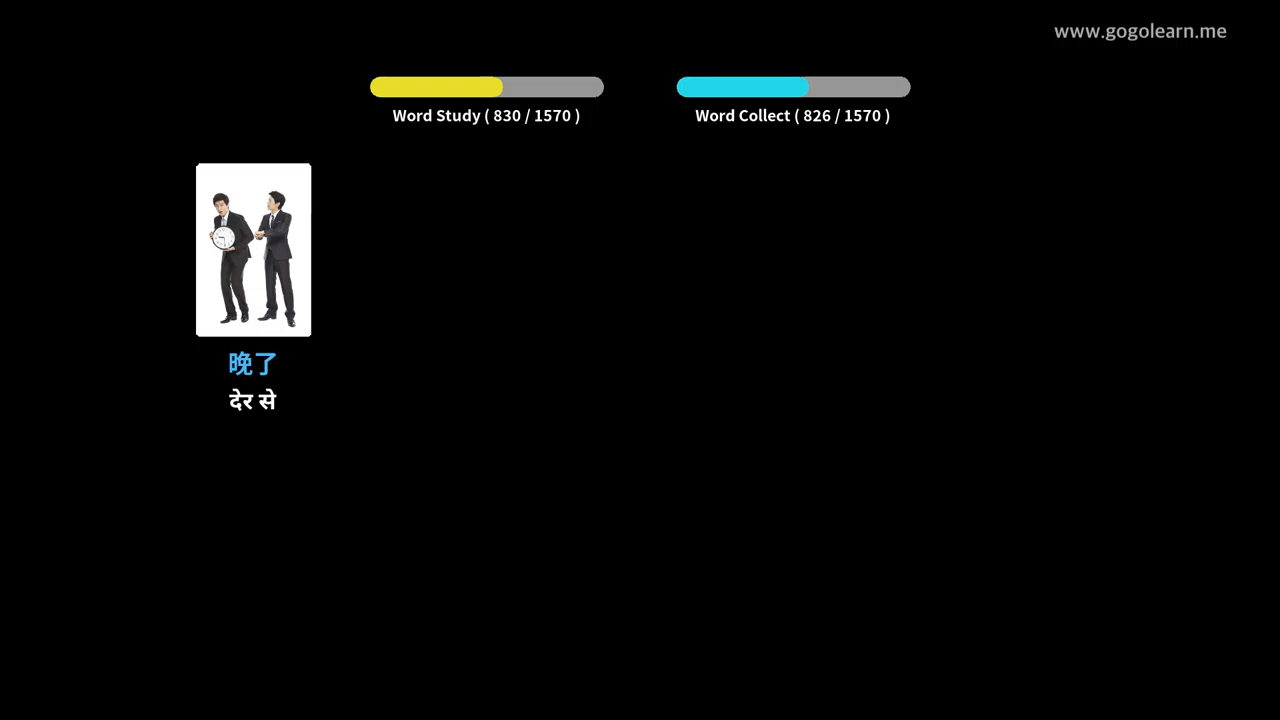 www.gogolearn.me
Word Study ( 830 / 1570 )
Word Collect ( 826 / 1570 )
晚了
देर से